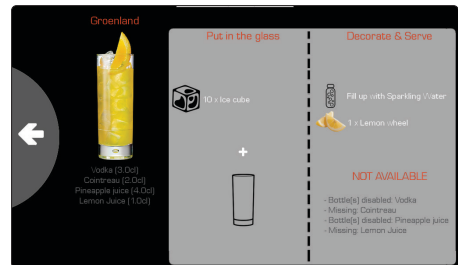 Groenland
Vodka (3.0cl)
Cointreau (2.0cl)
Pineapple juice (4.0cl)
Lemon Juice (1.0cl)
Put in the glass
10 x Ice cube
+
Decorate & Serve
Fill up with Sparkling Water
1 x Lemon wheel
NOT AVAILABLE
- Bottle(s) disabled: Vodka
- Missing: Cointreau
- Bottle(s) disabled: Pineapple juice
- Missing: Lemon Juice